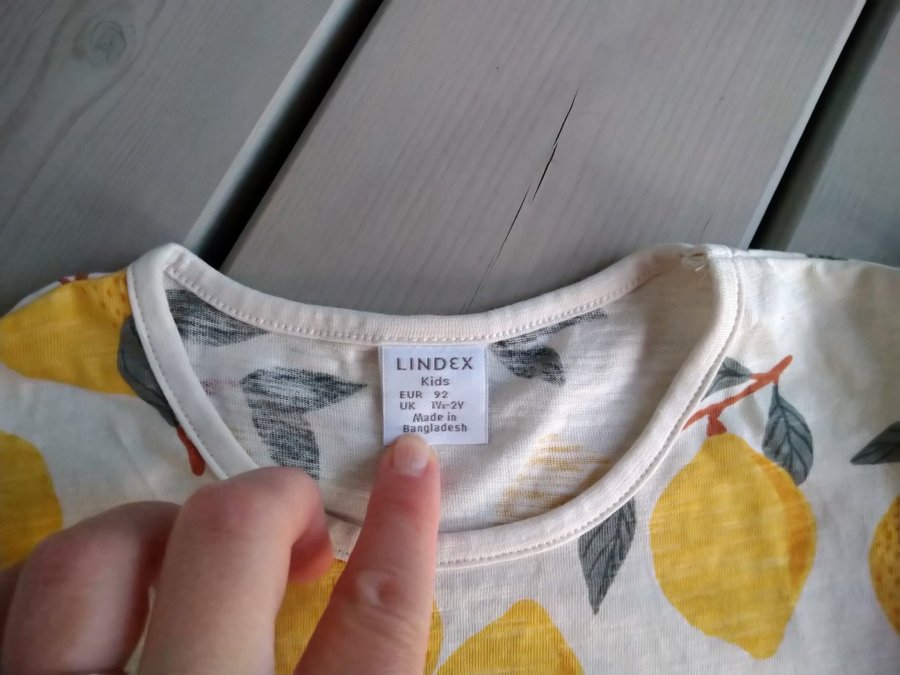 LINDEX
Kids
EUR 92
UK 1½-2Y
Made in
Bangladesh